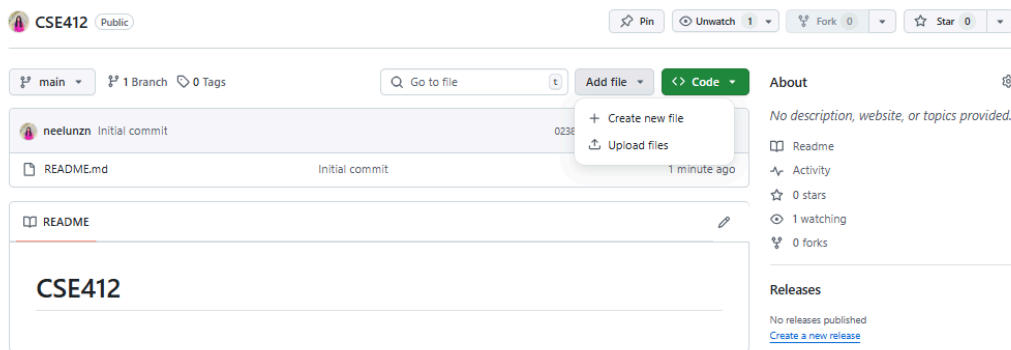 CSE412 Public Pin Unwatch 1 Fork 0 Star 0
main 1 Branch 0 Tags Go to file t Add file Code
Create new file
Upload files
neelunzn Initial commit 0238
README.md Initial commit 1 minute ago
README
CSE412
About
No description, website, or topics provided.
Readme
Activity
0 stars
1 watching
0 forks
Releases
No releases published
Create a new release